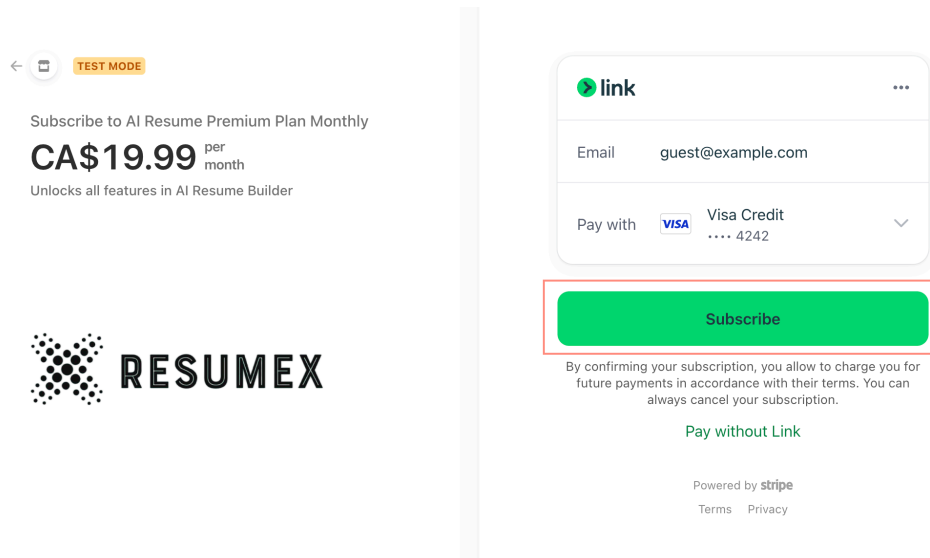 TEST MODE
Subscribe to AI Resume Premium Plan Monthly
CA$19.99 per month
Unlocks all features in AI Resume Builder
RESUMEX
link
Email guest@example.com
Pay with VISA Visa Credit
•••• 4242
Subscribe
By confirming your subscription, you allow to charge you for
future payments in accordance with their terms. You can
always cancel your subscription.
Pay without Link
Powered by stripe
Terms Privacy